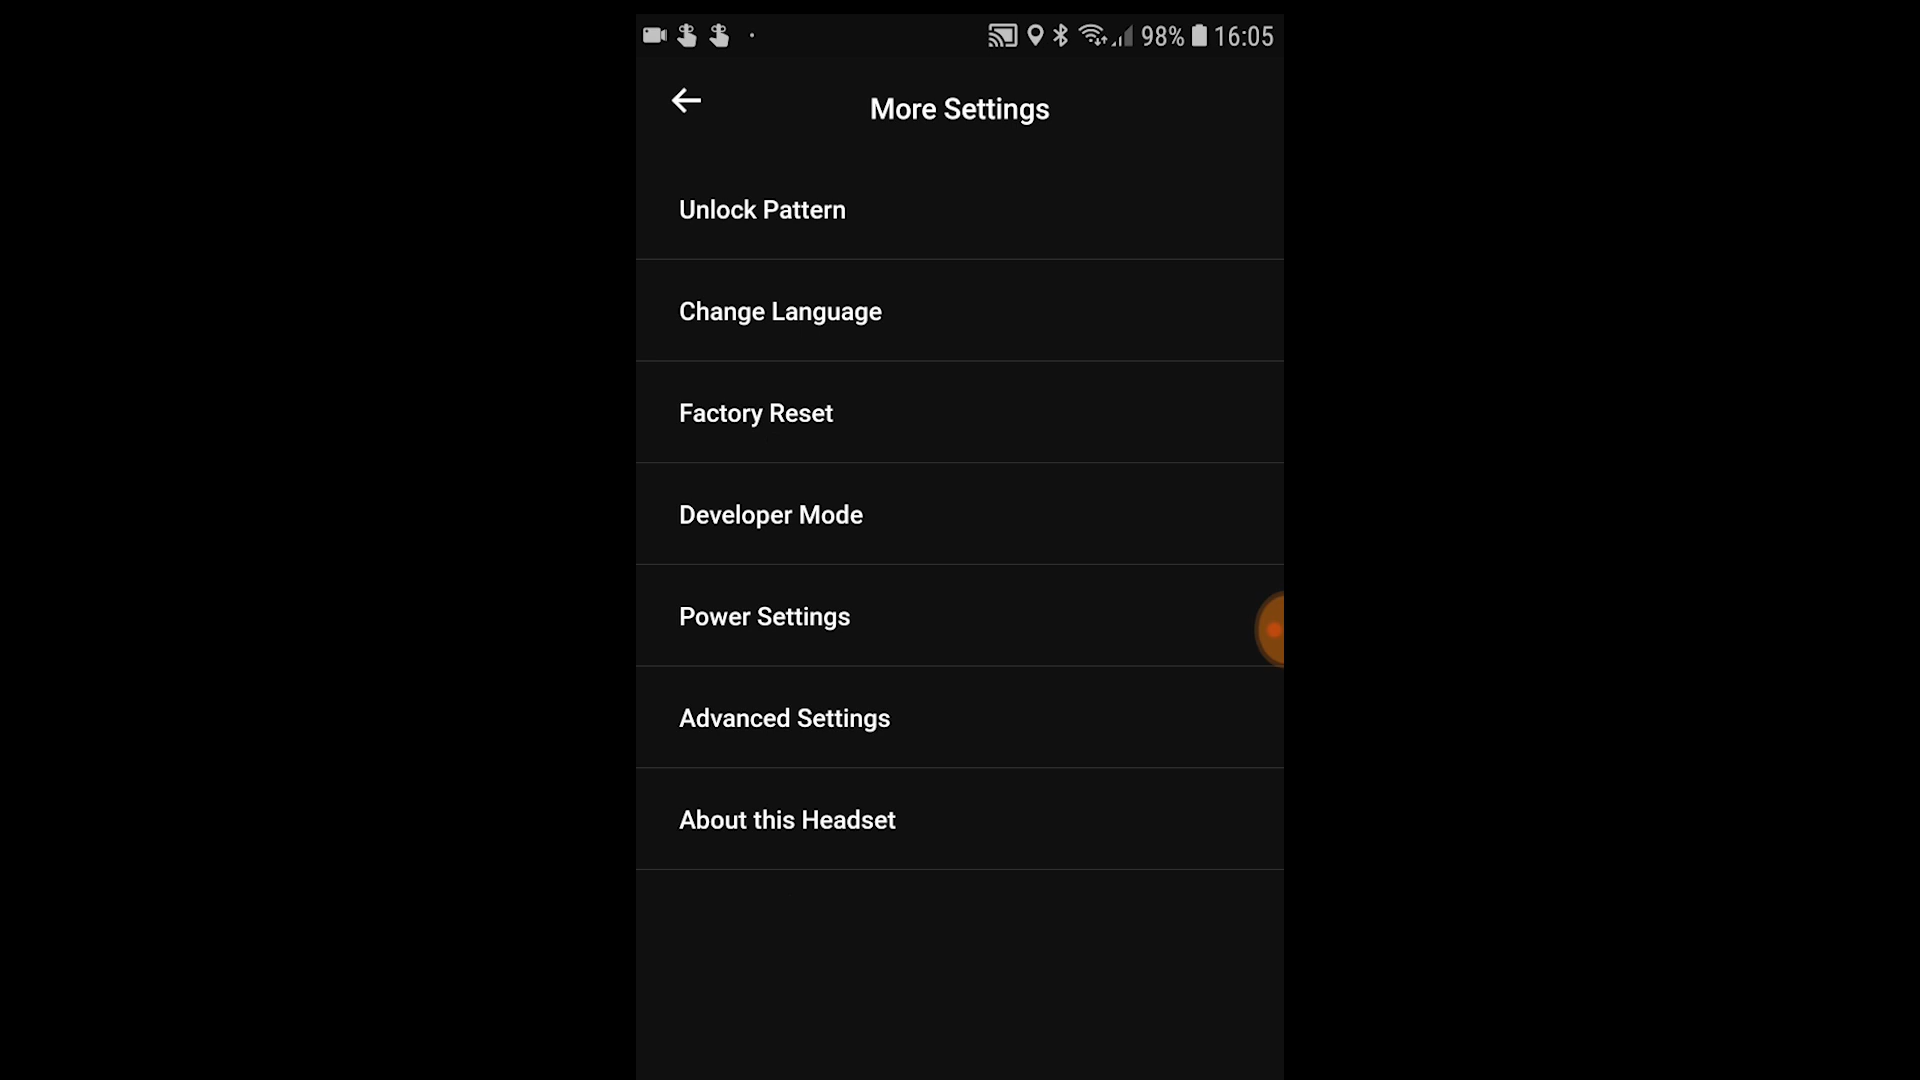 98% 16:05
More Settings
Unlock Pattern
Change Language
Factory Reset
Developer Mode
Power Settings
Advanced Settings
About this Headset